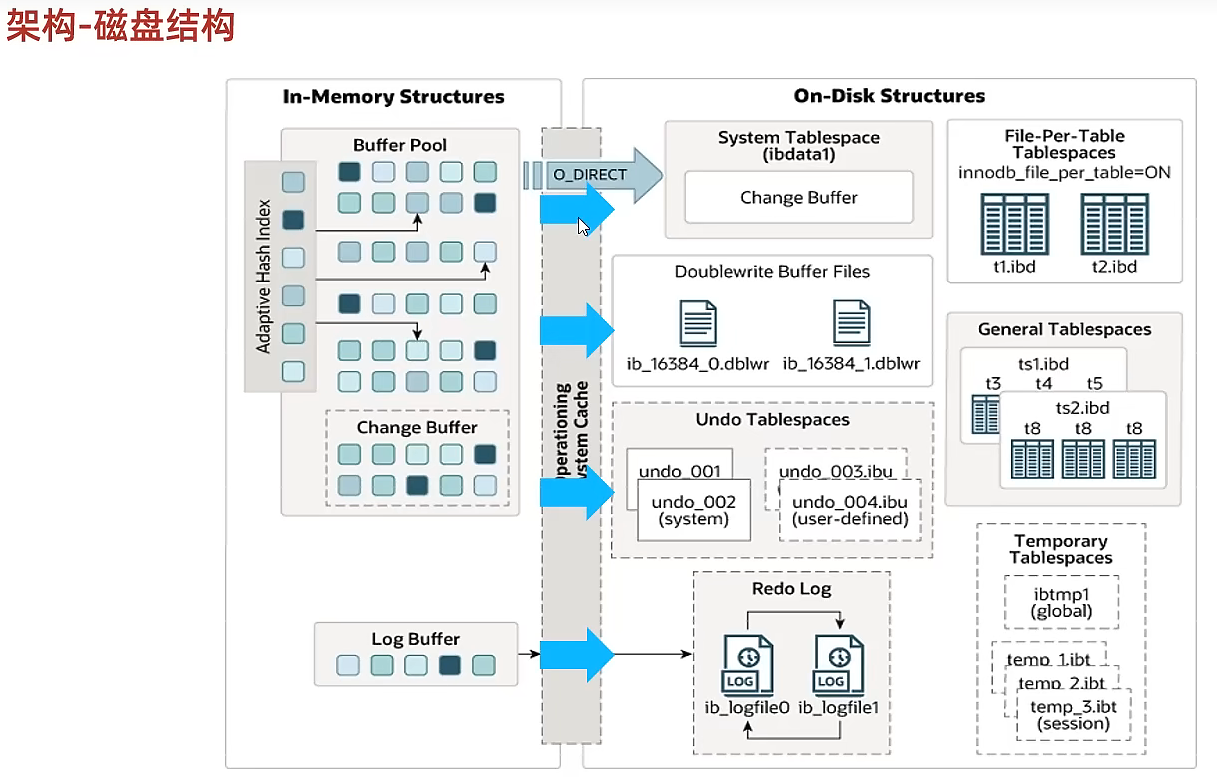 架构-磁盘结构
In-Memory Structures
Buffer Pool
Adaptive Hash Index
Change Buffer
Log Buffer
On-Disk Structures
O_DIRECT
System Tablespace
(ibdata1)
Change Buffer
File-Per-Table
Tablespaces
innodb_file_per_table=ON
t1.ibd
t2.ibd
Doublewrite Buffer Files
ib_16384_0.dblwr
ib_16384_1.dblwr
General Tablespaces
ts1.ibd
t3 t4 t5
ts2.ibd
t8 t8 t8
Undo Tablespaces
undo_001
undo_002
(system)
undo_003.ibu
undo_004.ibu
(user-defined)
Temporary
Tablespaces
ibtmp1
(global)
temp_1.ibt
temp_2.ibt
temp_3.ibt
(session)
Redo Log
LOG
LOG
ib_logfile0
ib_logfile1
Cache